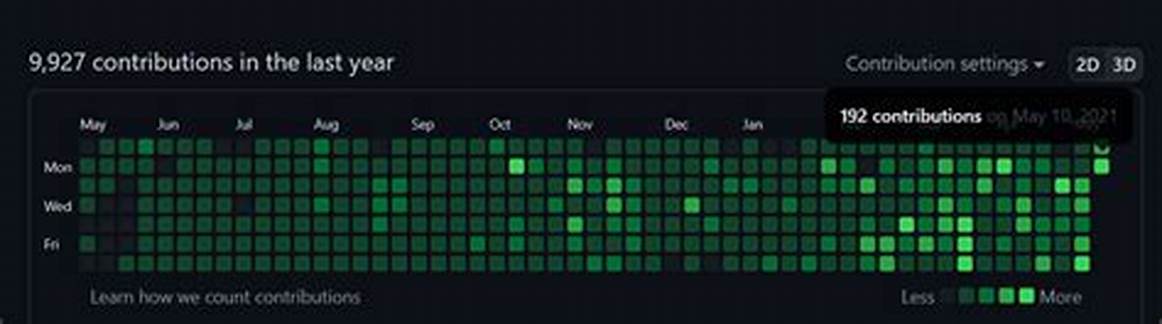 9,927 contributions in the last year
Contribution settings
2D 3D
192 contributions on May 10, 2021
May Jun Jul Aug Sep Oct Nov Dec Jan
Mon
Wed
Fri
Learn how we count contributions
Less More